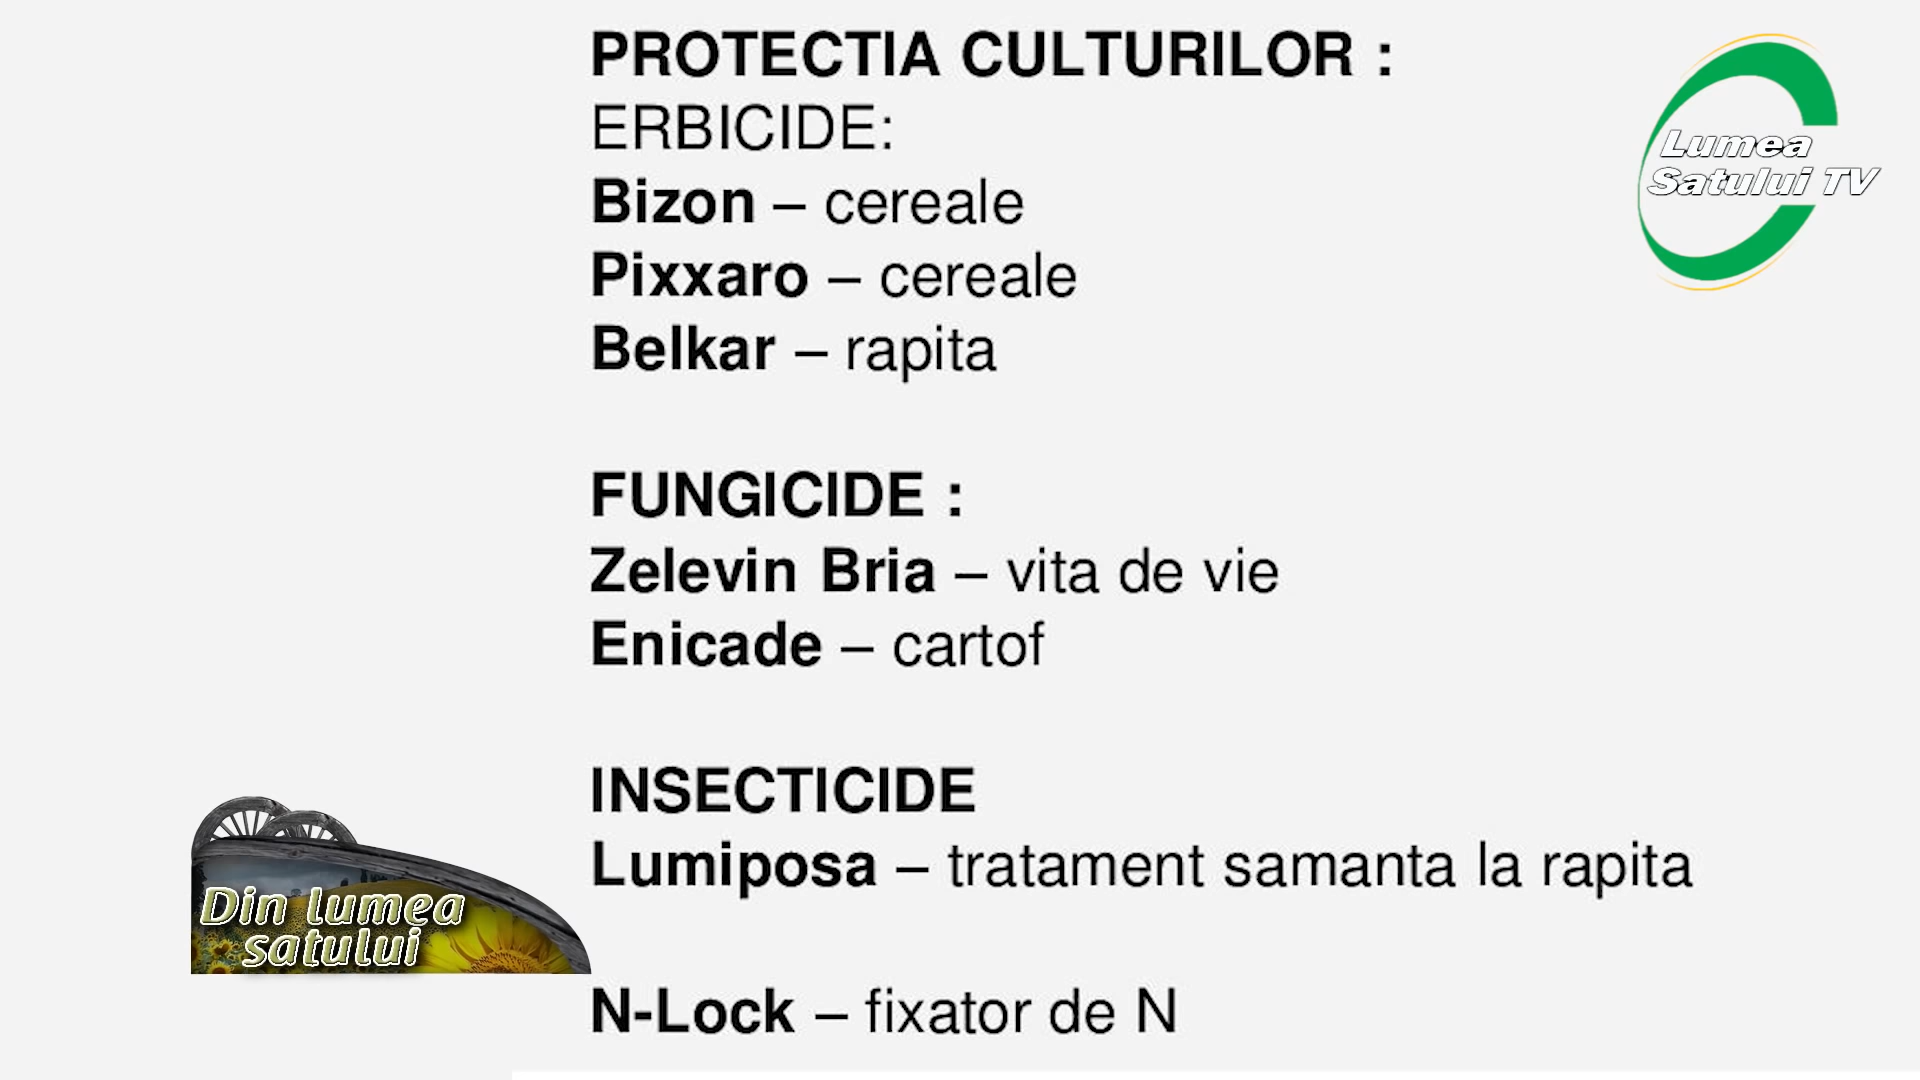 PROTECTIA CULTURILOR :
ERBICIDE:
Bizon – cereale
Pixxaro – cereale
Belkar – rapita
FUNGICIDE :
Zelevin Bria – vita de vie
Enicade – cartof
INSECTICIDE
Lumiposa – tratament samanta la rapita
N-Lock – fixator de N
Lumea
Satului TV
Din lumea
satului